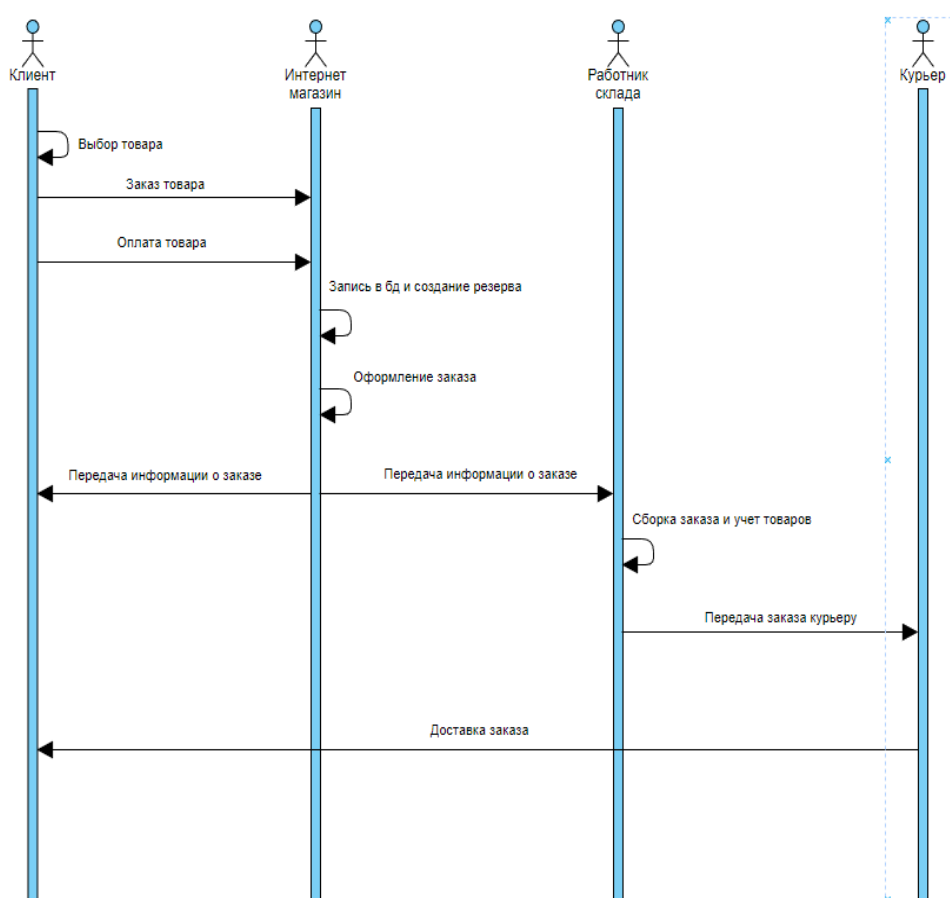 Клиент
Интернет
магазин
Работник
склада
Курьер
Выбор товара
Заказ товара
Оплата товара
Запись в бд и создание резерва
Оформление заказа
Передача информации о заказе
Передача информации о заказе
Сборка заказа и учет товаров
Передача заказа курьеру
Доставка заказа